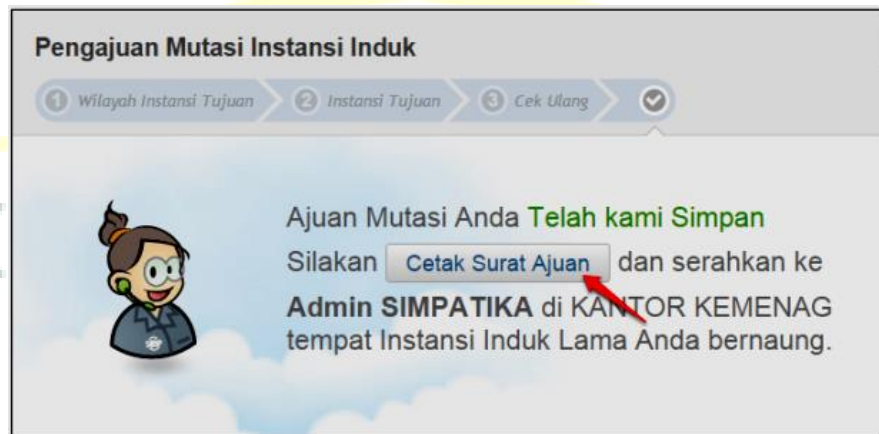 Pengajuan Mutasi Instansi Induk
1 Wilayah Instansi Tujuan 2 Instansi Tujuan 3 Cek Ulang
Ajuan Mutasi Anda Telah kami Simpan
Silakan Cetak Surat Ajuan dan serahkan ke
Admin SIMPATIKA di KANTOR KEMENAG
tempat Instansi Induk Lama Anda bernaung.